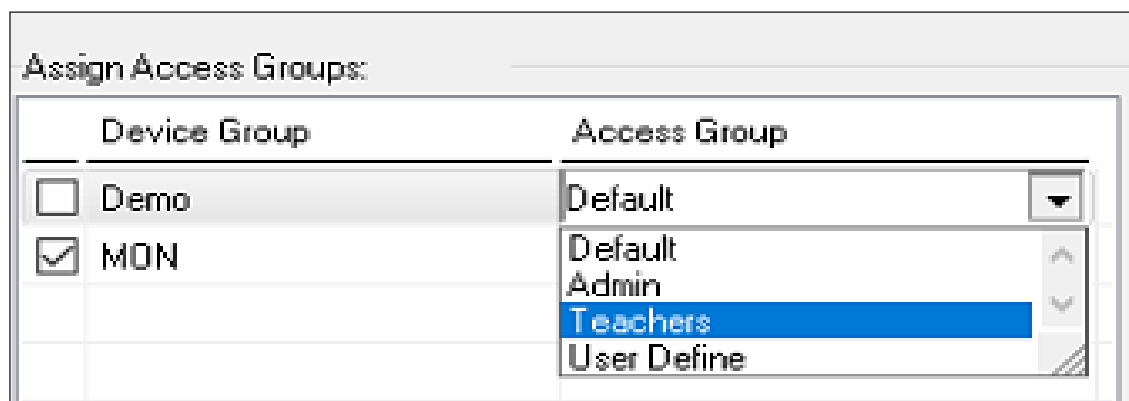 Assign Access Groups:
Device Group Access Group
Demo Default
MON Default
Admin
Teachers
User Define